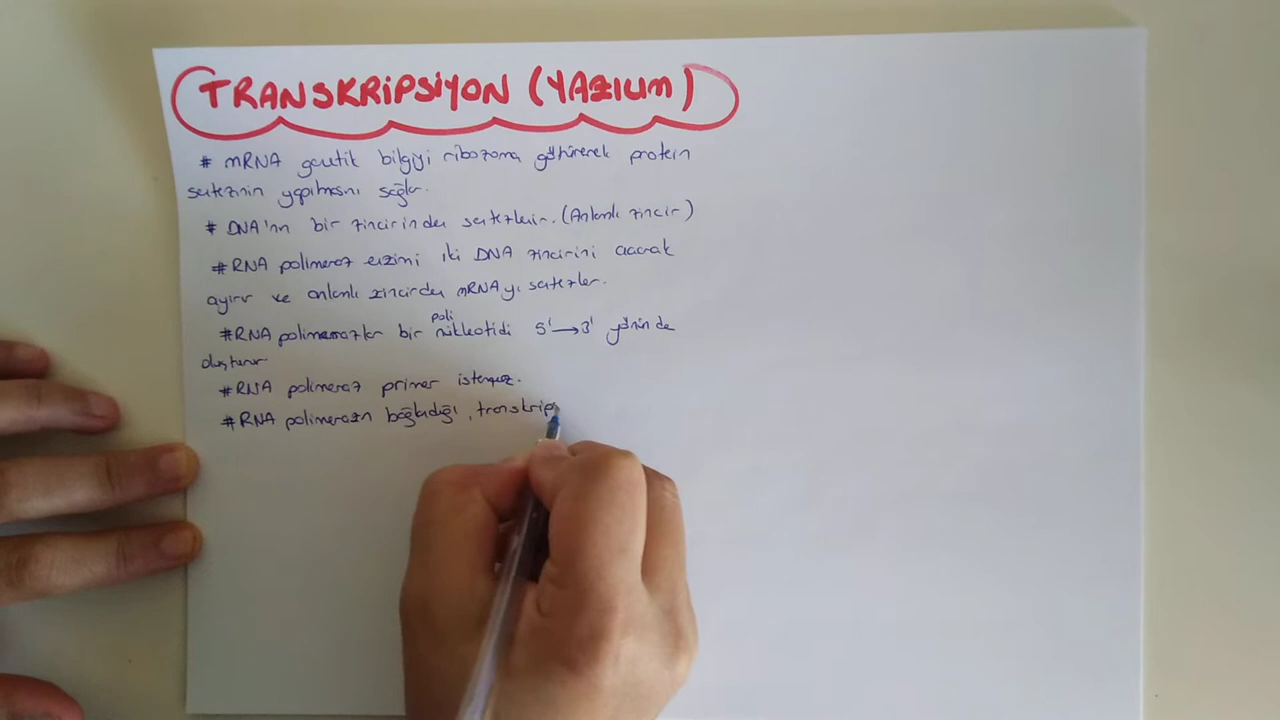 TRANSKRİPSİYON (YAZILIM)
# mRNA genetik bilgiyi ribozoma götürerek protein
sentezinin yapılmasını sağlar.
# DNA'nın bir zincirinden sentezlenir. (Anlamlı zincir)
#RNA polimeraz enzimi iki DNA zincirini açarak
ayırır ve anlamlı zincirden mRNA yı sentezler.
poli
#RNA polimerazlar bir nükleotidi 5' → 3' yönünde
oluşturur
#RNA polimeraz primer istemez.
#RNA polimerazın bağladığı, transkrip